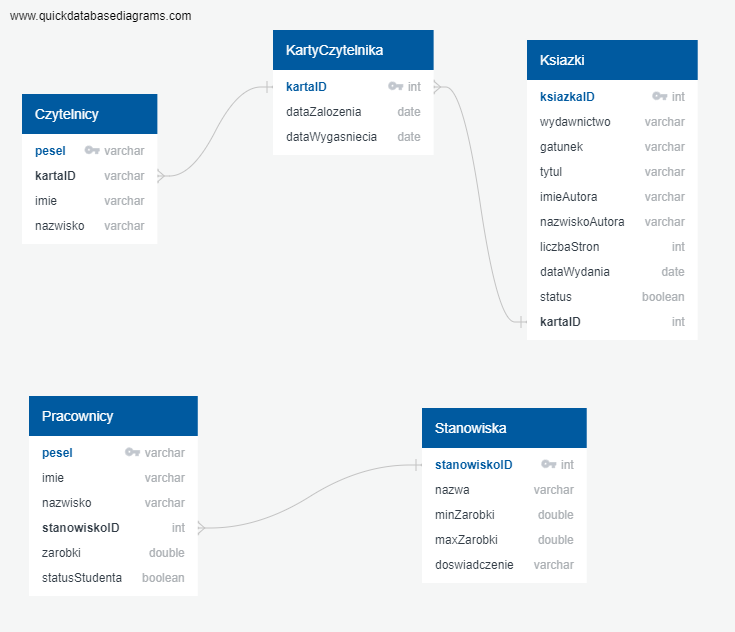 www.quickdatabasediagrams.com
KartyCzytelnika
kartaID int
dataZalozenia date
dataWygasniecia date
Ksiazki
ksiazkaID int
wydawnictwo varchar
gatunek varchar
tytul varchar
imieAutora varchar
nazwiskoAutora varchar
liczbaStron int
dataWydania date
status boolean
kartaID int
Czytelnicy
pesel varchar
kartaID varchar
imie varchar
nazwisko varchar
Pracownicy
pesel varchar
imie varchar
nazwisko varchar
stanowiskoID int
zarobki double
statusStudenta boolean
Stanowiska
stanowiskoID int
nazwa varchar
minZarobki double
maxZarobki double
doswiadczenie varchar